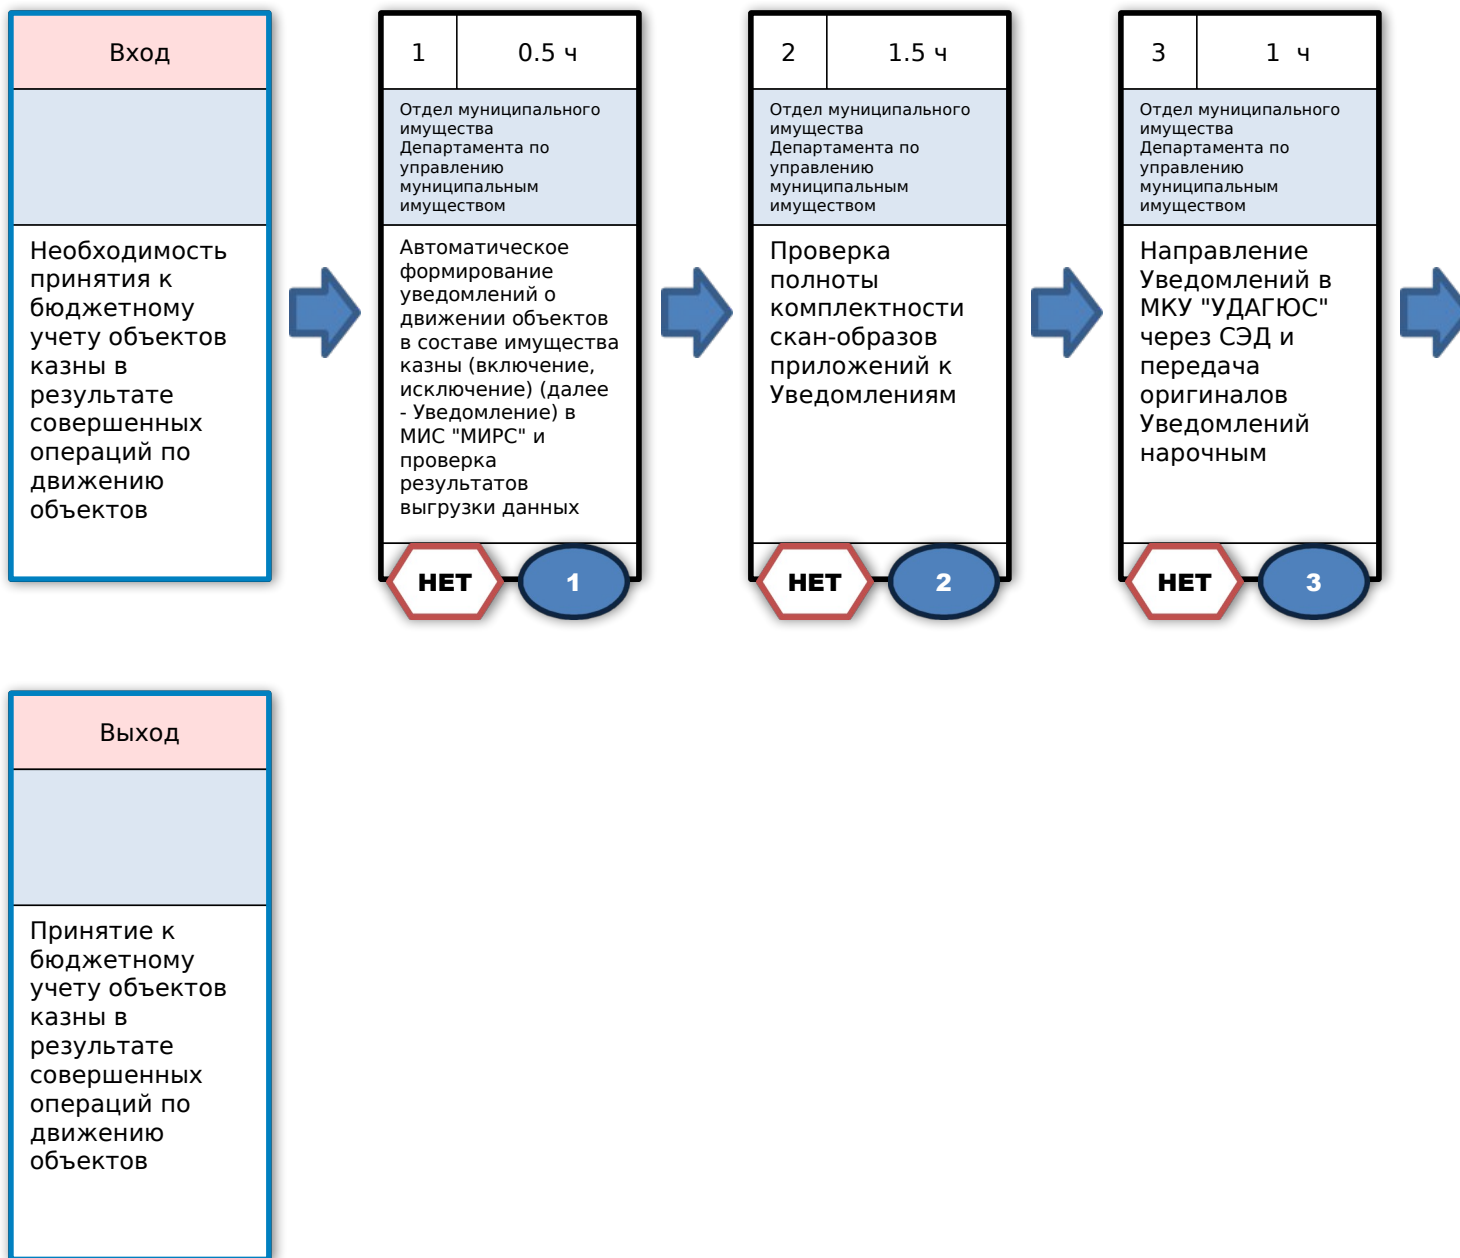 Вход
Необходимость
принятия к
бюджетному
учету объектов
казны в
результате
совершенных
операций по
движению
объектов
1
0.5 ч
Отдел муниципального
имущества
Департамента по
управлению
муниципальным
имуществом
Автоматическое
формирование
уведомлений о
движении объектов
в составе имущества
казны (включение,
исключение) (далее
- Уведомление) в
МИС "МИРС" и
проверка
результатов
выгрузки данных
НЕТ
1
2
1.5 ч
Отдел муниципального
имущества
Департамента по
управлению
муниципальным
имуществом
Проверка
полноты
комплектности
скан-образов
приложений к
Уведомлениям
НЕТ
2
3
1 ч
Отдел муниципального
имущества
Департамента по
управлению
муниципальным
имуществом
Направление
Уведомлений в
МКУ "УДАГЮС"
через СЭД и
передача
оригиналов
Уведомлений
нарочным
НЕТ
3
Выход
Принятие к
бюджетному
учету объектов
казны в
результате
совершенных
операций по
движению
объектов